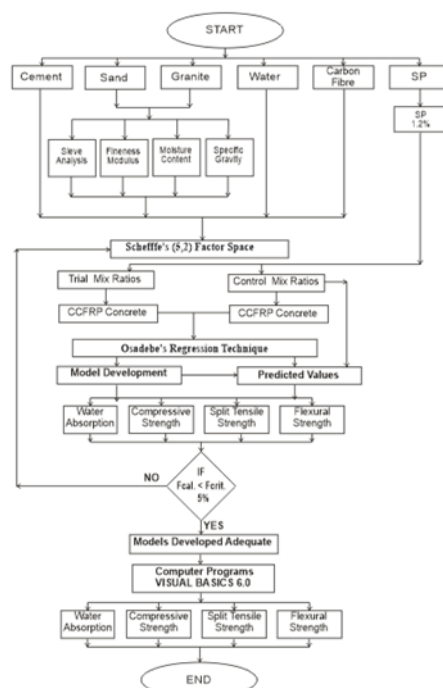 START
Cement
Sand
Granite
Water
Carbon
Fibre
SP
SP
1.2%
Sieve
Analysis
Fineness
Modulus
Moisture
Content
Specific
Gravity
Scheffe's (5,2) Factor Space
Trial Mix Ratios
Control Mix Ratios
CCFRP Concrete
CCFRP Concrete
Osadebe's Regression Technique
Model Development
Predicted Values
Water
Absorption
Compressive
Strength
Split Tensile
Strength
Flexural
Strength
NO
IF
Fcal. < Fcrit.
5%
YES
Models Developed Adequate
Computer Programs
VISUAL BASICS 6.0
Water
Absorption
Compressive
Strength
Split Tensile
Strength
Flexural
Strength
END